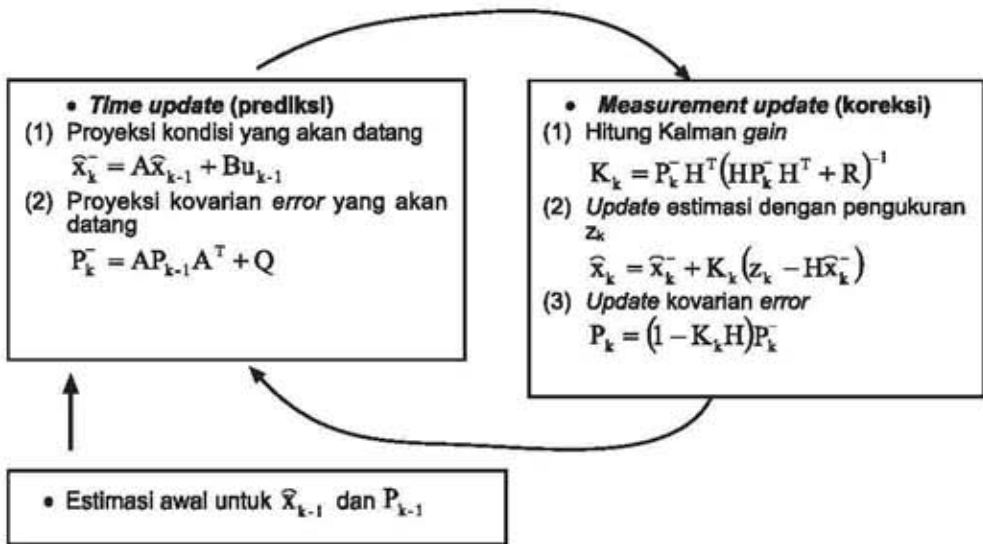 • Time update (prediksi)
(1) Proyeksi kondisi yang akan datang
x̂ₖ⁻ = Ax̂ₖ₋₁ + Buₖ₋₁
(2) Proyeksi kovarian error yang akan
datang
Pₖ⁻ = APₖ₋₁Aᵀ + Q
• Measurement update (koreksi)
(1) Hitung Kalman gain
Kₖ = Pₖ⁻Hᵀ(HPₖ⁻Hᵀ + R)⁻¹
(2) Update estimasi dengan pengukuran
zₖ
x̂ₖ = x̂ₖ⁻ + Kₖ(zₖ − Hx̂ₖ⁻)
(3) Update kovarian error
Pₖ = (1 − KₖH)Pₖ⁻
• Estimasi awal untuk x̂ₖ₋₁ dan Pₖ₋₁